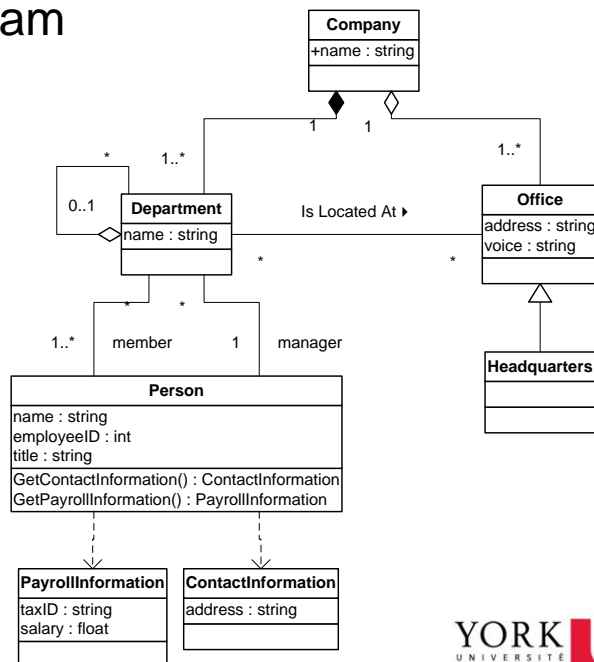 am
Company
+name : string
1
1
1..*
1..*
*
0..1
Department
name : string
Is Located At
Office
address : string
voice : string
*
*
*
*
1..*
member
1
manager
Headquarters
Person
name : string
employeeID : int
title : string
GetContactInformation() : ContactInformation
GetPayrollInformation() : PayrollInformation
PayrollInformation
taxID : string
salary : float
ContactInformation
address : string
YORK
UNIVERSITÉ